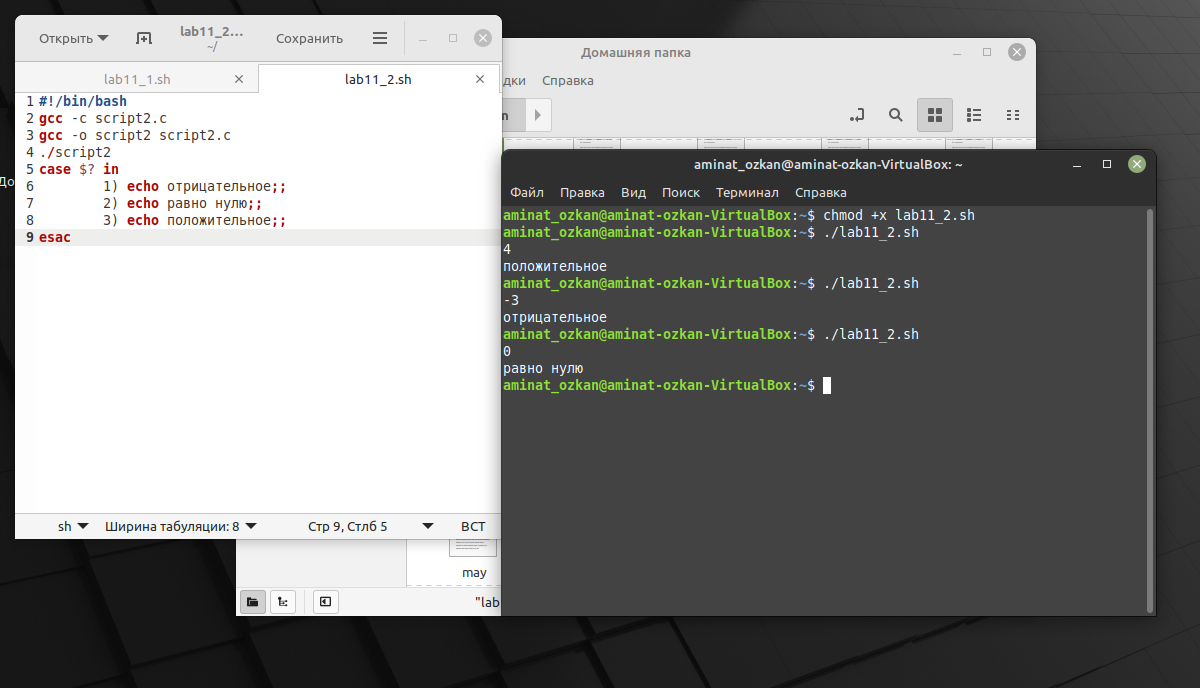 Открыть
lab11_2...
~/
Сохранить
lab11_1.sh
lab11_2.sh
1 #!/bin/bash
2 gcc -c script2.c
3 gcc -o script2 script2.c
4 ./script2
5 case $? in
6 1) echo отрицательное;;
7 2) echo равно нулю;;
8 3) echo положительное;;
9 esac
sh
Ширина табуляции: 8
Стр 9, Стлб 5
ВСТ
До
Домашняя папка
дки Справка
n
aminat_ozkan@aminat-ozkan-VirtualBox: ~
Файл Правка Вид Поиск Терминал Справка
aminat_ozkan@aminat-ozkan-VirtualBox:~$ chmod +x lab11_2.sh
aminat_ozkan@aminat-ozkan-VirtualBox:~$ ./lab11_2.sh
4
положительное
aminat_ozkan@aminat-ozkan-VirtualBox:~$ ./lab11_2.sh
-3
отрицательное
aminat_ozkan@aminat-ozkan-VirtualBox:~$ ./lab11_2.sh
0
равно нулю
aminat_ozkan@aminat-ozkan-VirtualBox:~$
may
"lab